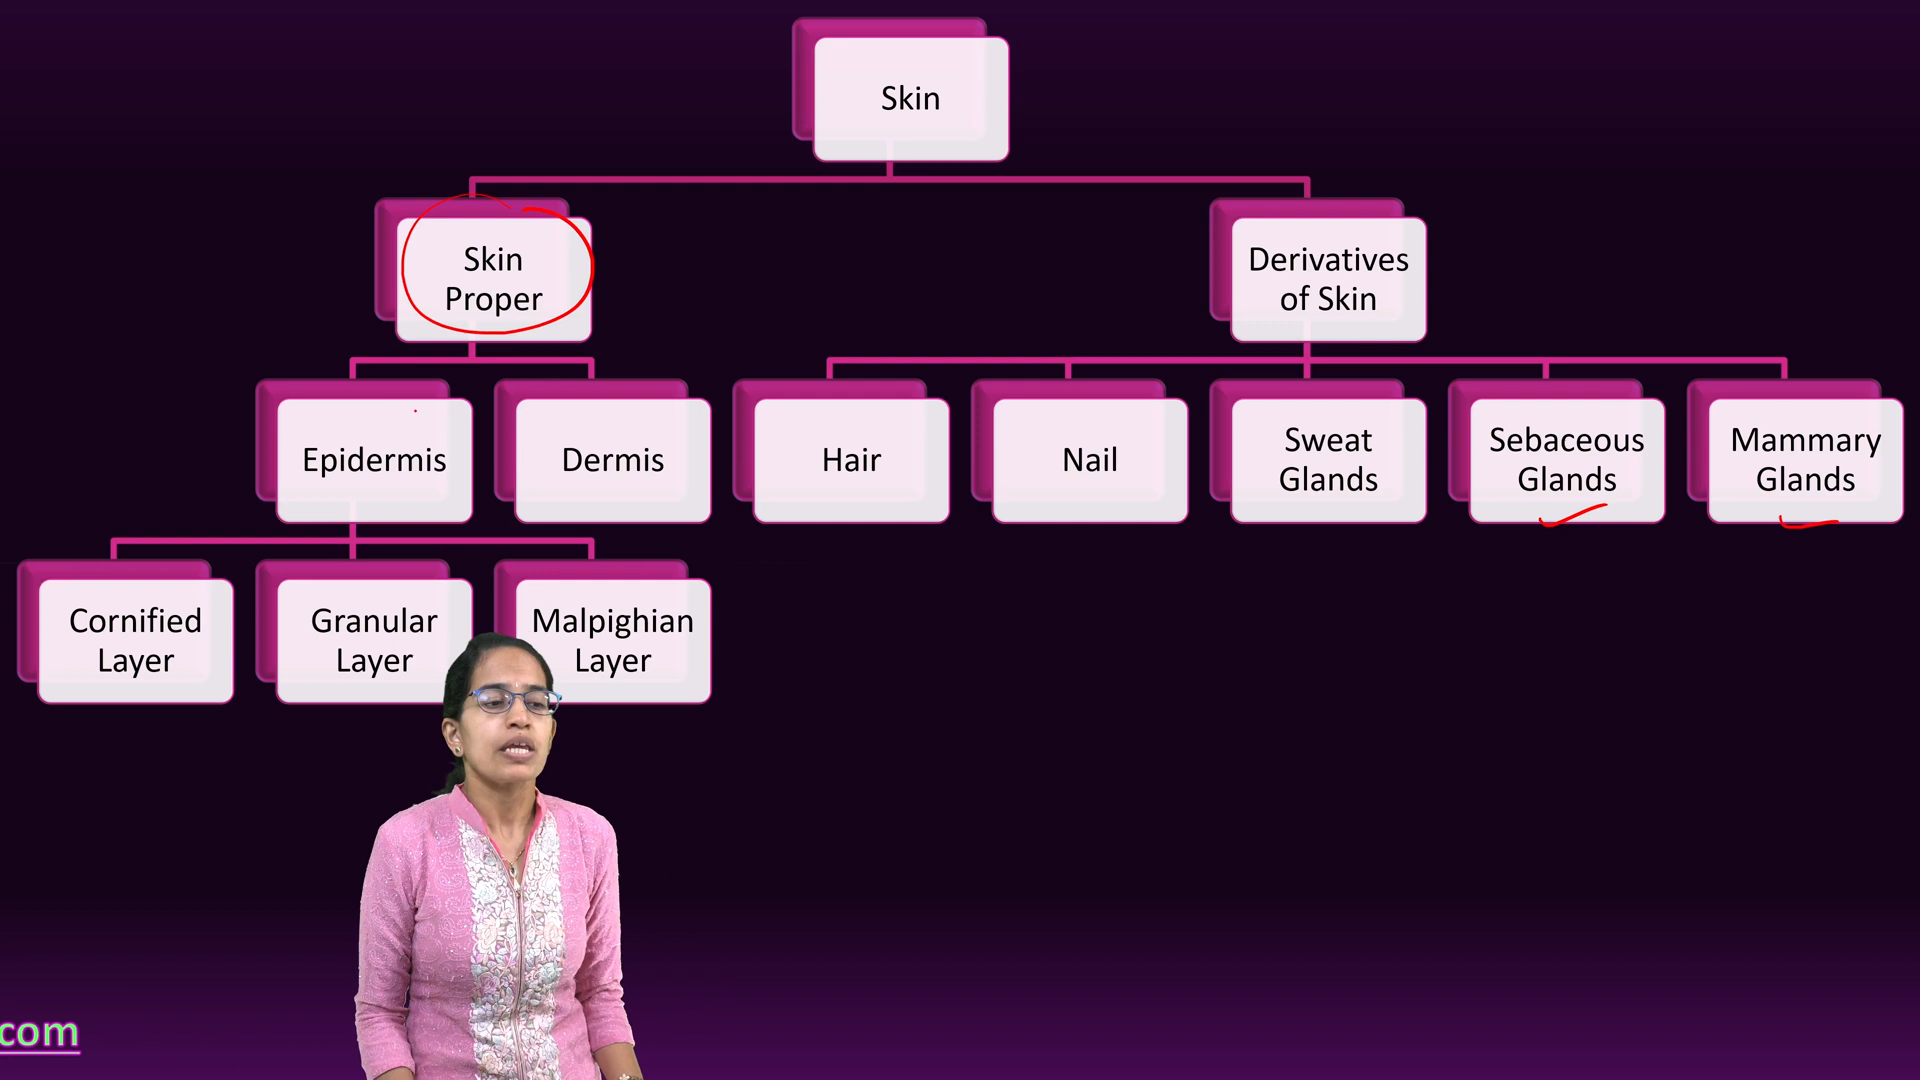 Skin
Skin
Proper
Derivatives
of Skin
Epidermis
Dermis
Hair
Nail
Sweat
Glands
Sebaceous
Glands
Mammary
Glands
Cornified
Layer
Granular
Layer
Malpighian
Layer
com